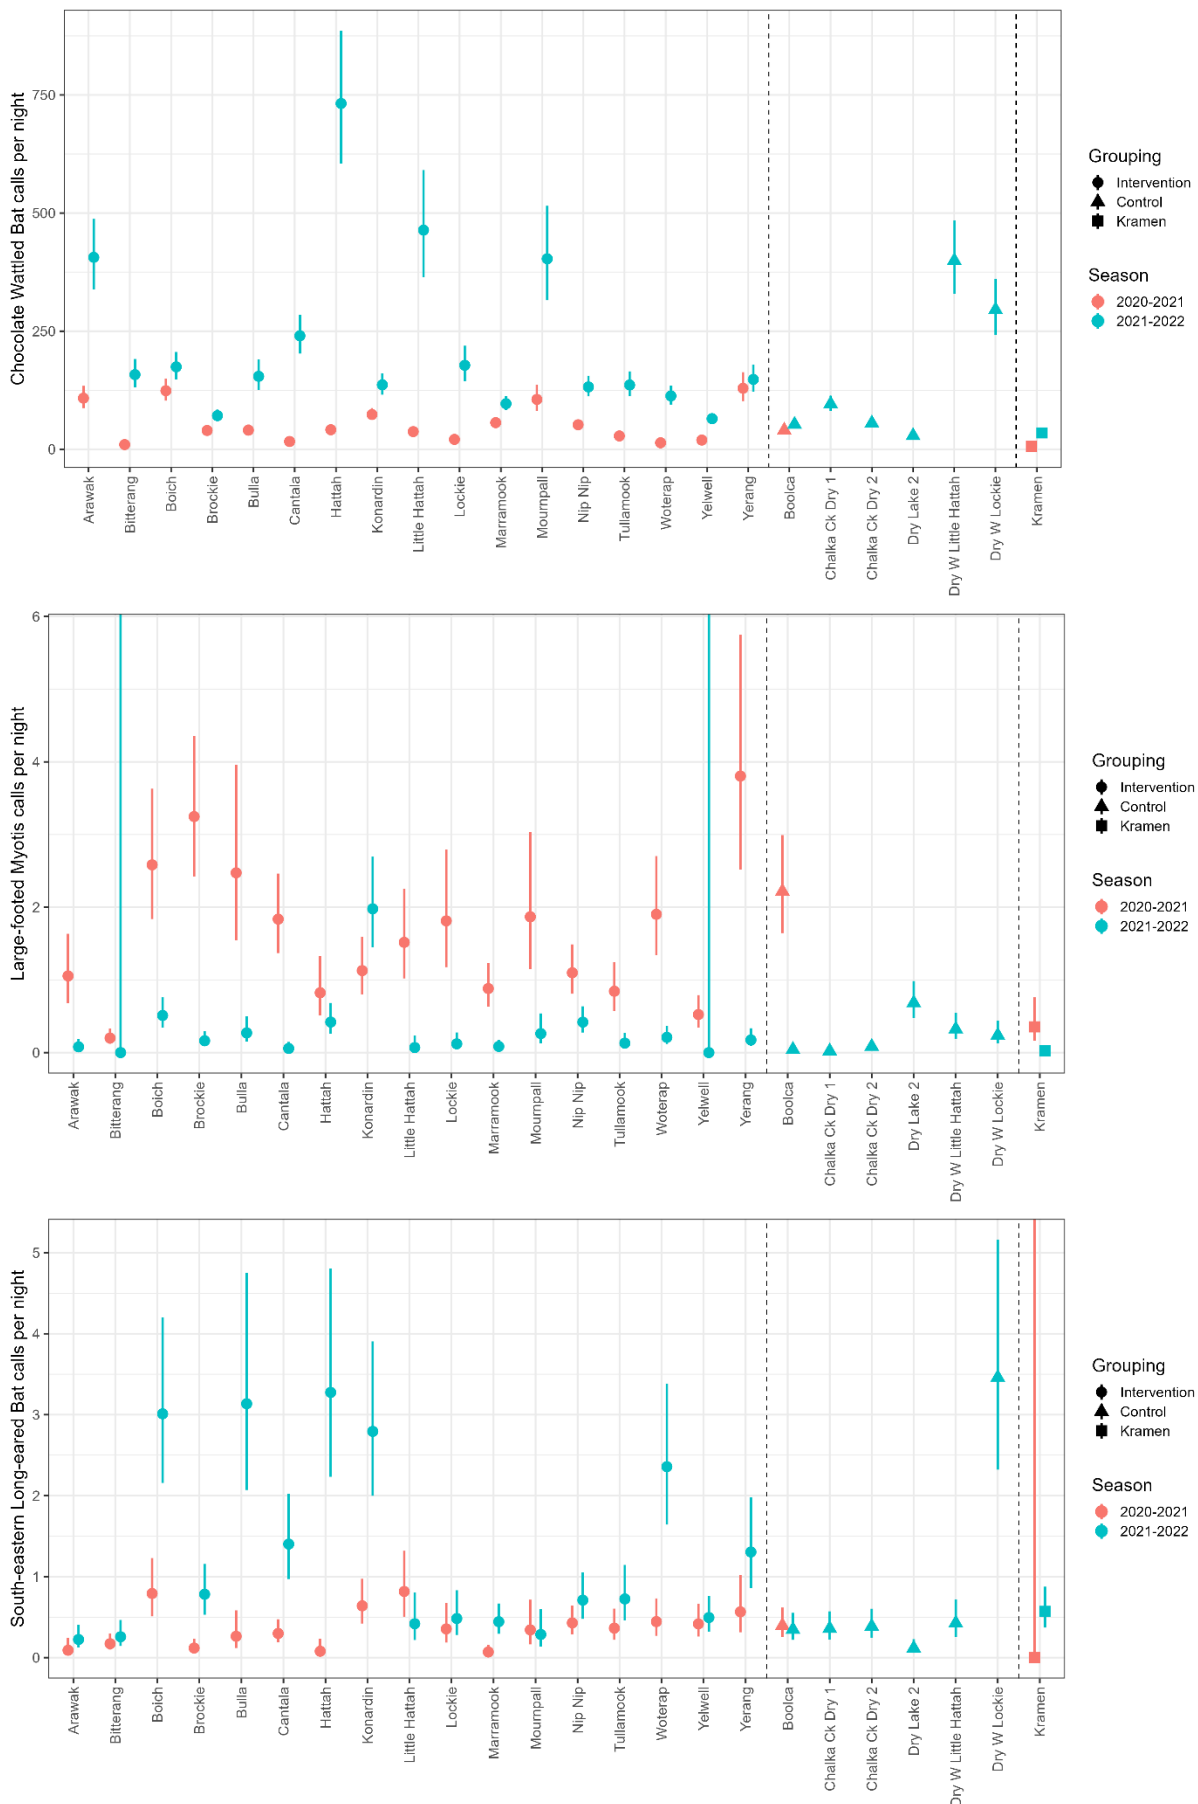 Chocolate Wattled Bat calls per night
750
500
250
0
Arawak
Bitterang
Boich
Brockie
Bulla
Cantala
Hattah
Konardin
Little Hattah
Lockie
Marramook
Mournpall
Nip Nip
Tullamook
Woterap
Yelwell
Yerang
Boolca
Chalka Ck Dry 1
Chalka Ck Dry 2
Dry Lake 2
Dry W Little Hattah
Dry W Lockie
Kramen
Grouping
Intervention
Control
Kramen
Season
2020-2021
2021-2022
Large-footed Myotis calls per night
6
4
2
0
Arawak
Bitterang
Boich
Brockie
Bulla
Cantala
Hattah
Konardin
Little Hattah
Lockie
Marramook
Mournpall
Nip Nip
Tullamook
Woterap
Yelwell
Yerang
Boolca
Chalka Ck Dry 1
Chalka Ck Dry 2
Dry Lake 2
Dry W Little Hattah
Dry W Lockie
Kramen
Grouping
Intervention
Control
Kramen
Season
2020-2021
2021-2022
South-eastern Long-eared Bat calls per night
5
4
3
2
1
0
Arawak
Bitterang
Boich
Brockie
Bulla
Cantala
Hattah
Konardin
Little Hattah
Lockie
Marramook
Mournpall
Nip Nip
Tullamook
Woterap
Yelwell
Yerang
Boolca
Chalka Ck Dry 1
Chalka Ck Dry 2
Dry Lake 2
Dry W Little Hattah
Dry W Lockie
Kramen
Grouping
Intervention
Control
Kramen
Season
2020-2021
2021-2022